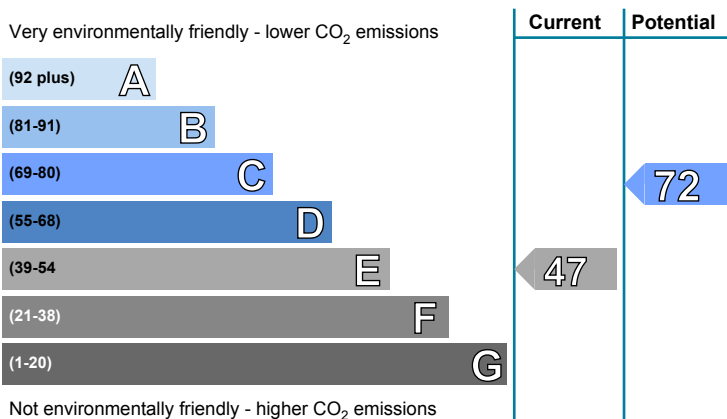 Current Potential
Very environmentally friendly - lower CO2 emissions
(92 plus) A
(81-91) B
(69-80) C
72
(55-68) D
(39-54 E
47
(21-38) F
(1-20) G
Not environmentally friendly - higher CO2 emissions